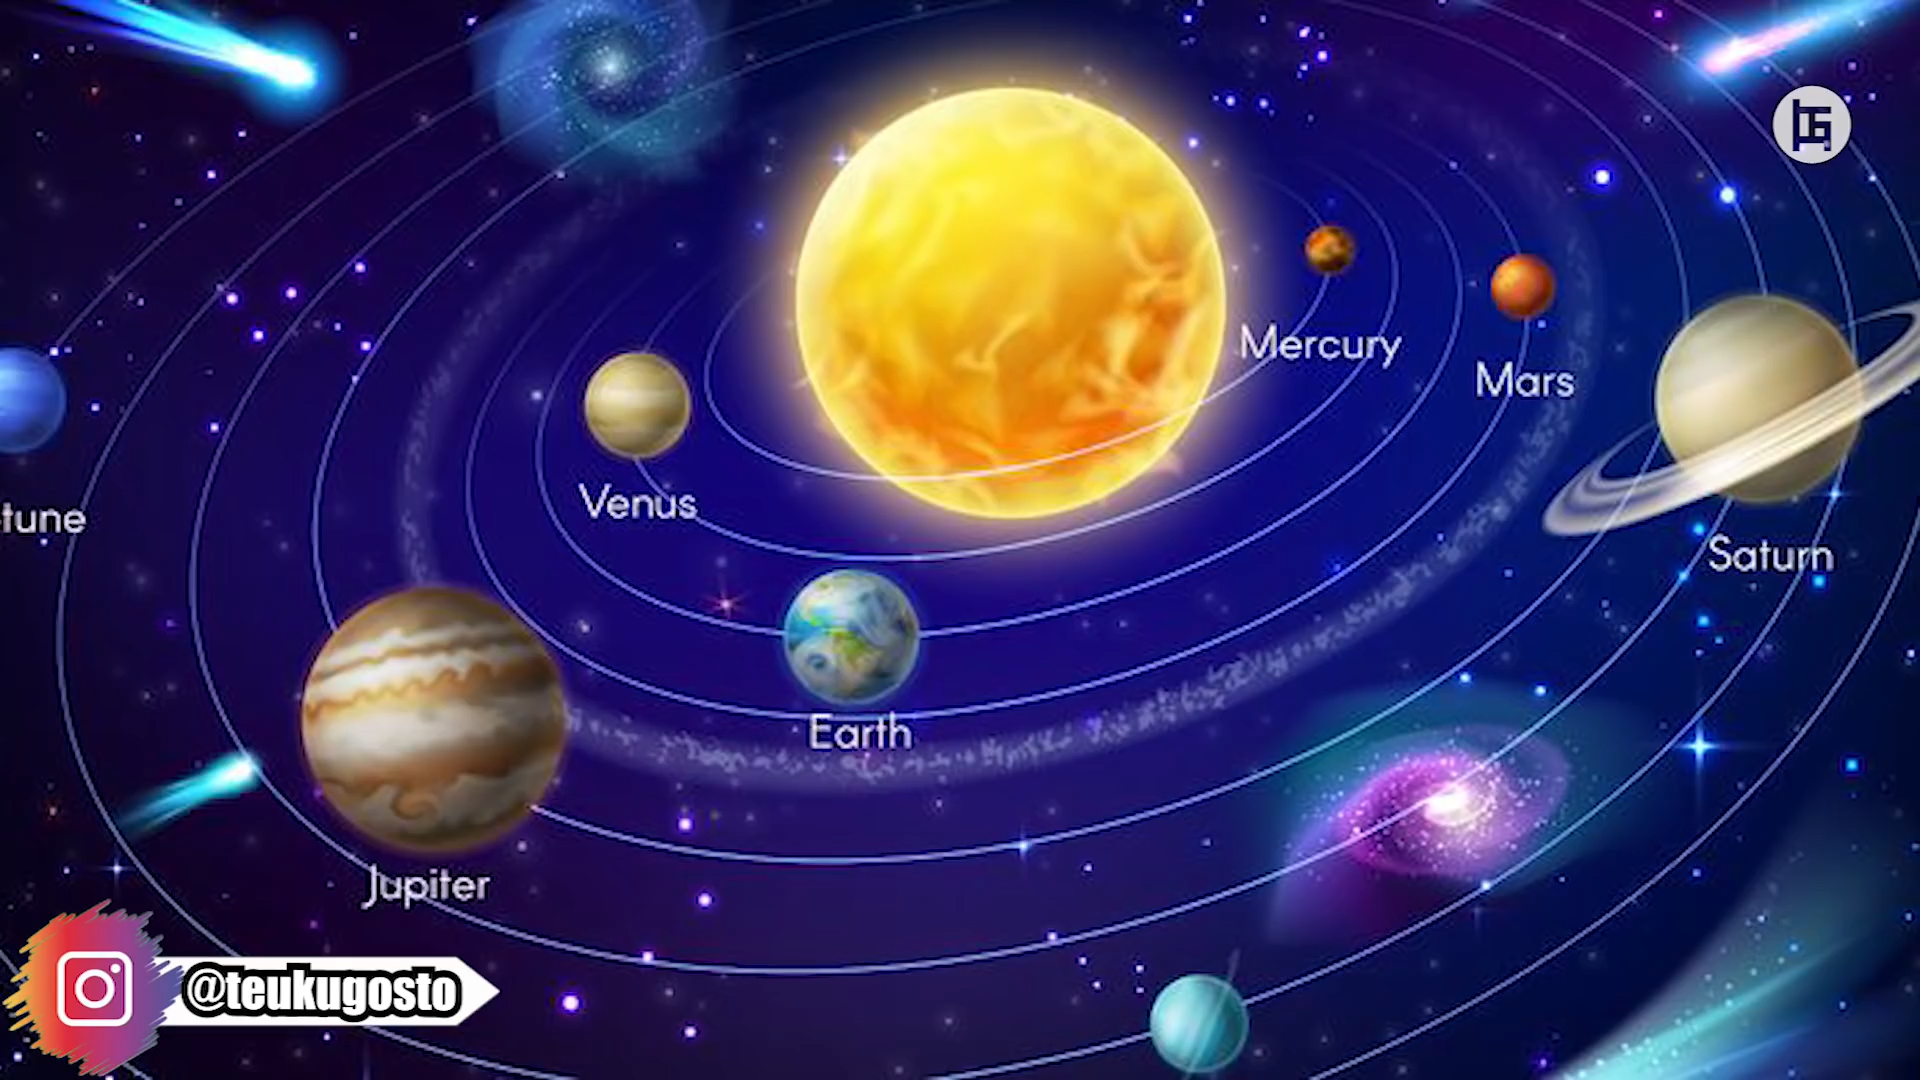 Mercury
Mars
Venus
tune
Saturn
Earth
Jupiter
@teukugosto